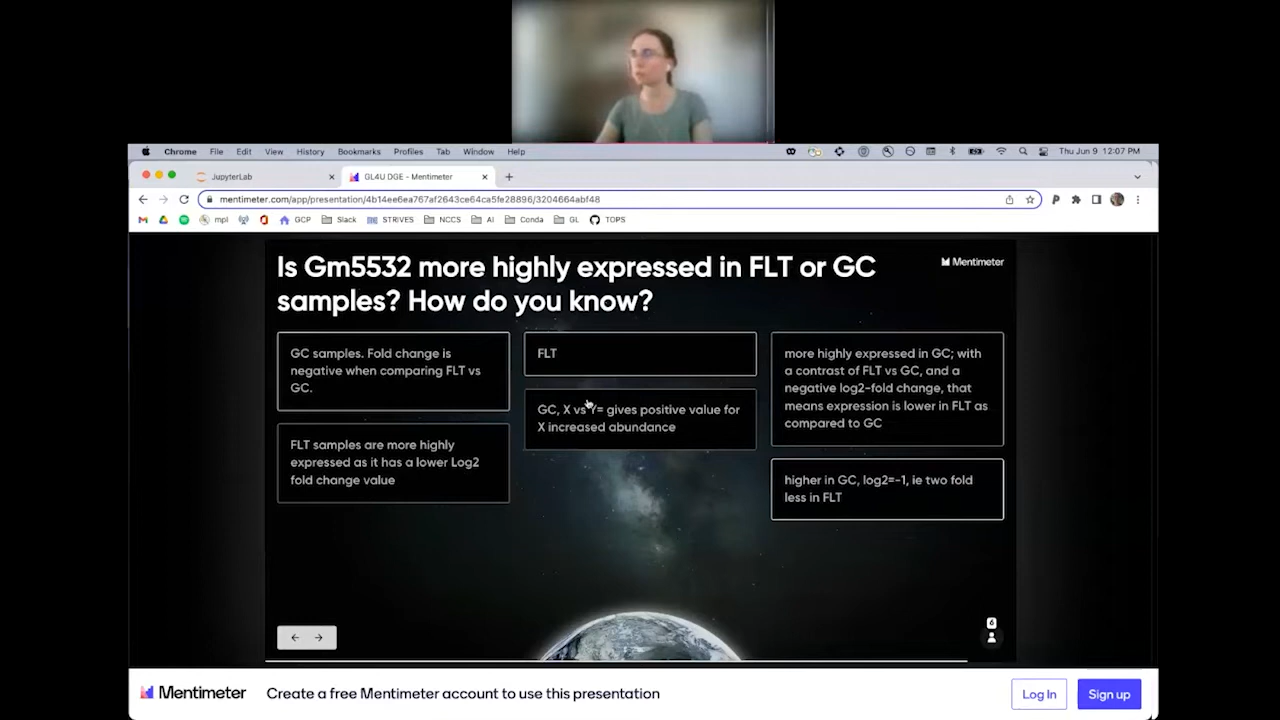 Chrome File Edit View History Bookmarks Profiles Tab Window Help Thu Jun 9 12:07 PM
JupyterLab GL4U DGE - Mentimeter
mentimeter.com/app/presentation/4b14ee6ea767af2643ce64ca5fe28896/3204664abf48
mpl GCP Slack STRIVES NCCS AI Conda GL TOPS
Is Gm5532 more highly expressed in FLT or GC
samples? How do you know?
Mentimeter
GC samples. Fold change is
negative when comparing FLT vs
GC.
FLT samples are more highly
expressed as it has a lower Log2
fold change value
FLT
GC, X vs Y= gives positive value for
X increased abundance
more highly expressed in GC; with
a contrast of FLT vs GC, and a
negative log2-fold change, that
means expression is lower in FLT as
compared to GC
higher in GC, log2=-1, ie two fold
less in FLT
6
Mentimeter Create a free Mentimeter account to use this presentation Log In Sign up